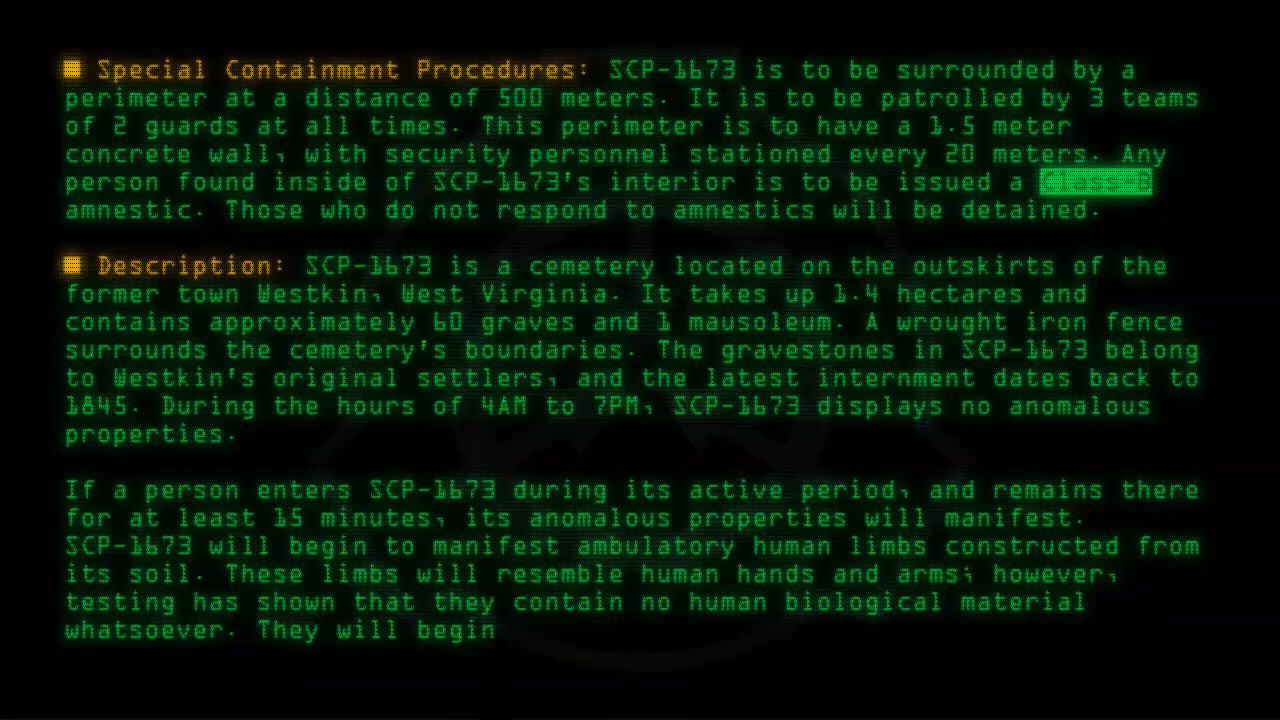 ■ Special Containment Procedures: SCP-1673 is to be surrounded by a
perimeter at a distance of 500 meters. It is to be patrolled by 3 teams
of 2 guards at all times. This perimeter is to have a 1.5 meter
concrete wall, with security personnel stationed every 20 meters. Any
person found inside of SCP-1673's interior is to be issued a Class B
amnestic. Those who do not respond to amnestics will be detained.
■ Description: SCP-1673 is a cemetery located on the outskirts of the
former town Westkin, West Virginia. It takes up 1.4 hectares and
contains approximately 60 graves and 1 mausoleum. A wrought iron fence
surrounds the cemetery's boundaries. The gravestones in SCP-1673 belong
to Westkin's original settlers, and the latest internment dates back to
1845. During the hours of 4AM to 7PM, SCP-1673 displays no anomalous
properties.
If a person enters SCP-1673 during its active period, and remains there
for at least 15 minutes, its anomalous properties will manifest.
SCP-1673 will begin to manifest ambulatory human limbs constructed from
its soil. These limbs will resemble human hands and arms; however,
testing has shown that they contain no human biological material
whatsoever. They will begin